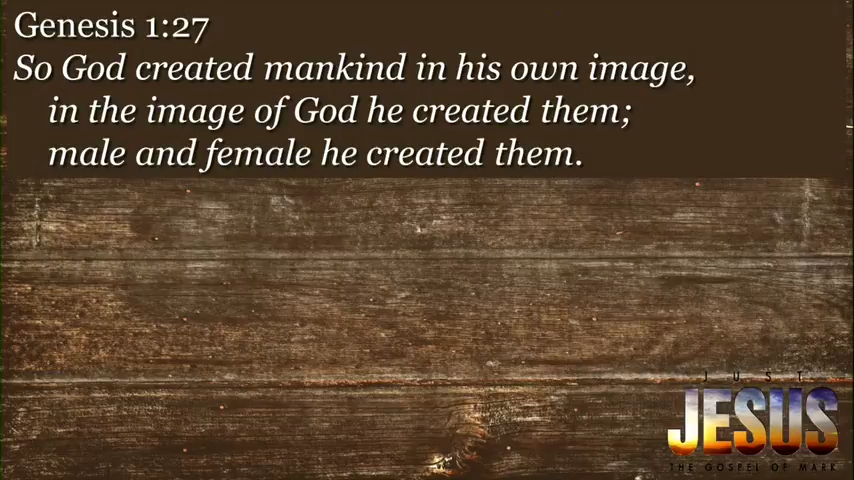 Genesis 1:27
So God created mankind in his own image,
in the image of God he created them;
male and female he created them.
JUST
JESUS
THE GOSPEL OF MARK